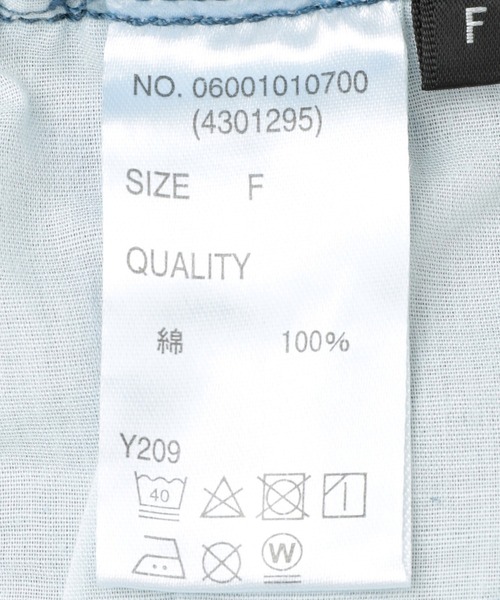 F
NO. 06001010700
(4301295)
SIZE F
QUALITY
綿 100%
Y209
40
W